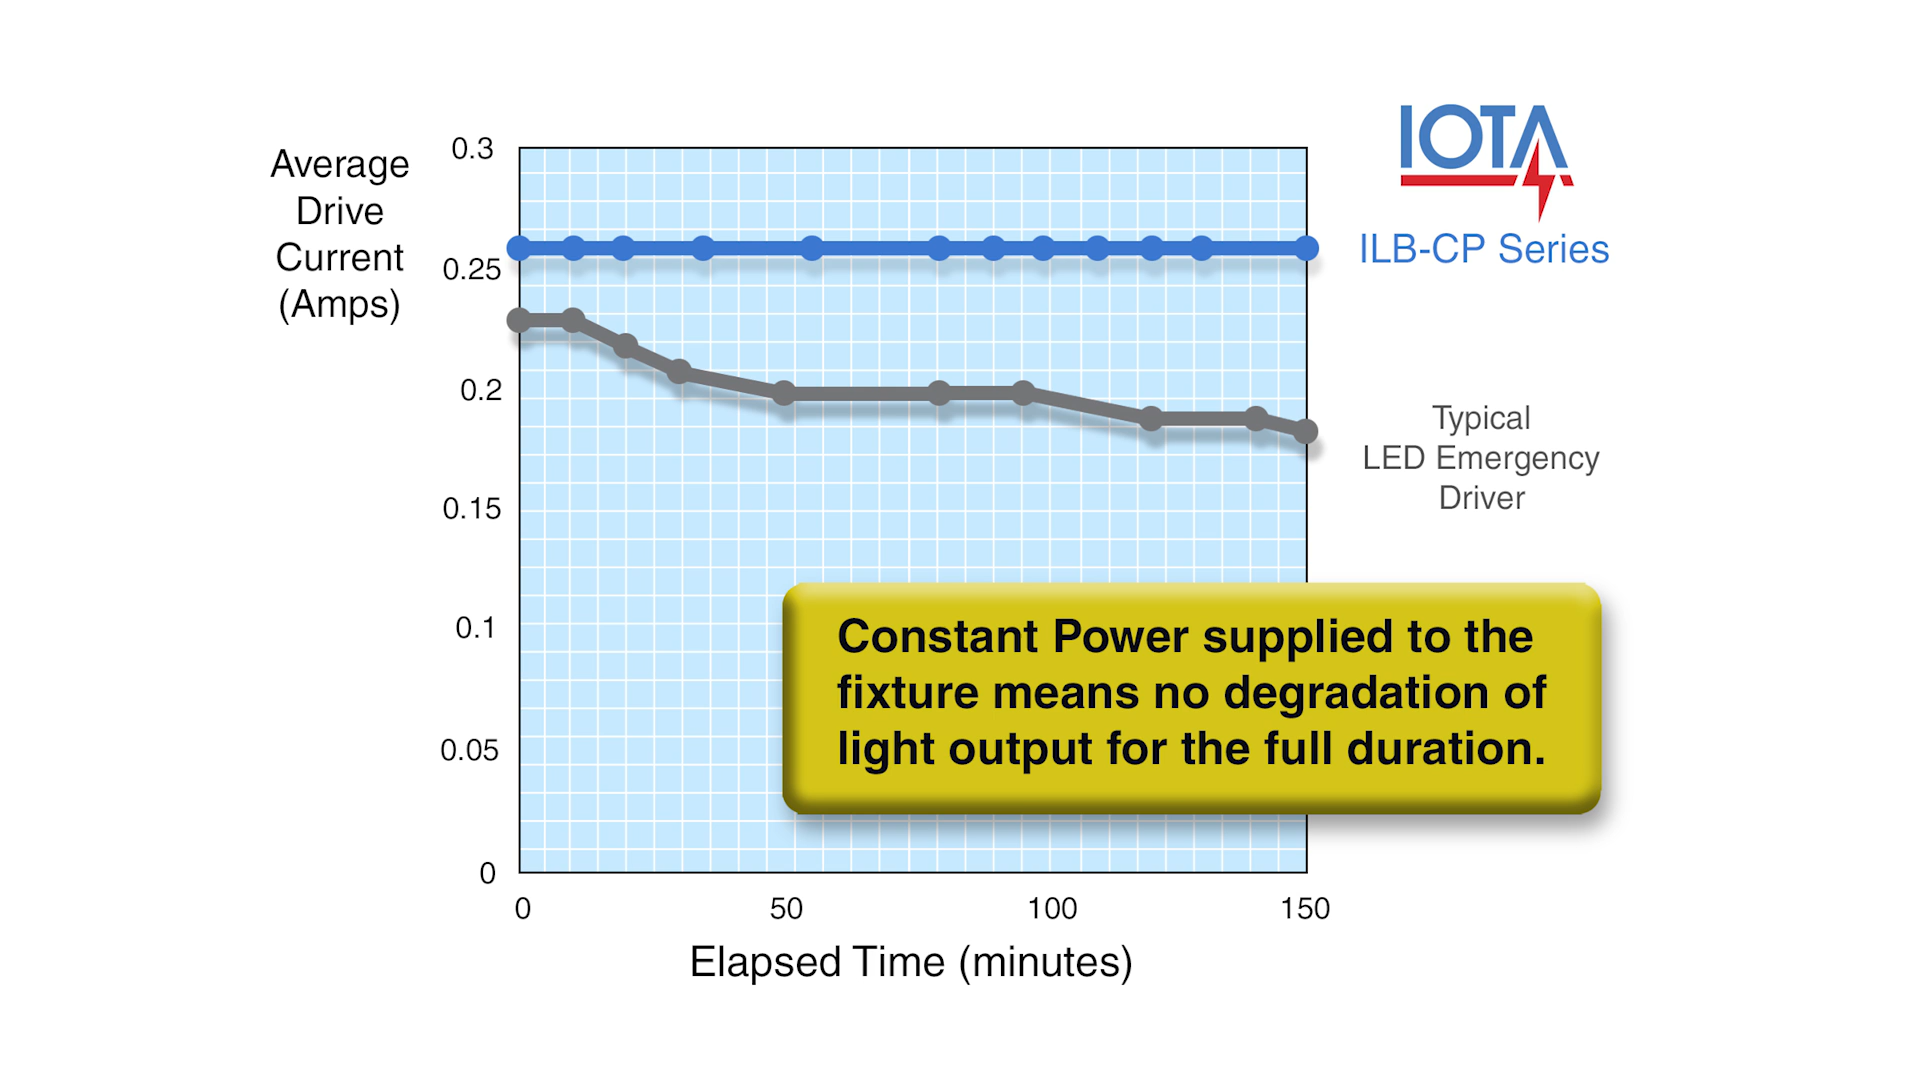 Average
Drive
Current
(Amps)
0.3
0.25
0.2
0.15
0.1
0.05
0
0
50
100
150
Elapsed Time (minutes)
IOTA
ILB-CP Series
Typical
LED Emergency
Driver
Constant Power supplied to the
fixture means no degradation of
light output for the full duration.